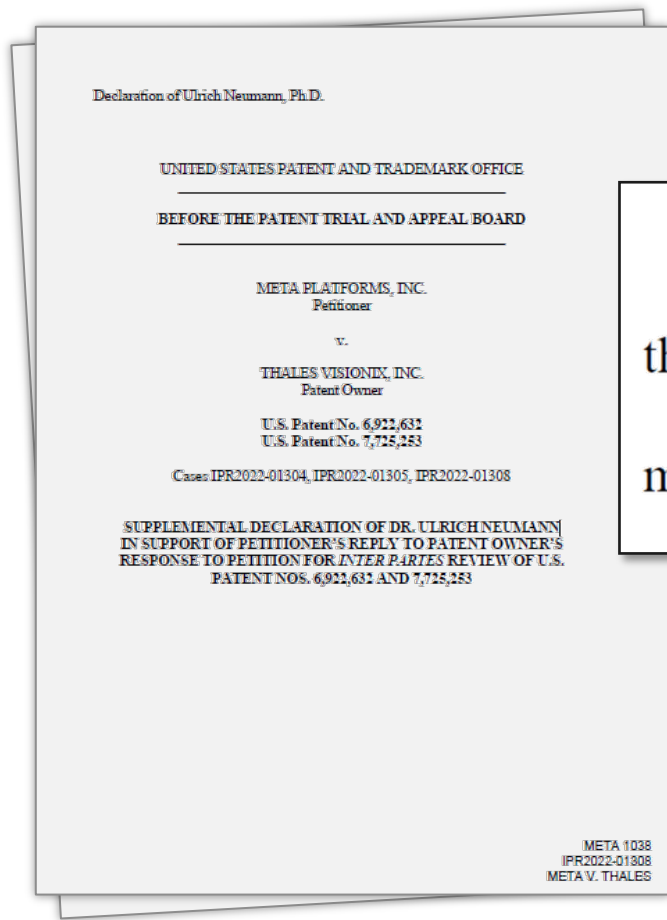 Declaration of Ulrich Neumann, Ph.D.
UNITED STATES PATENT AND TRADEMARK OFFICE
BEFORE THE PATENT TRIAL AND APPEAL BOARD
META PLATFORMS, INC.
Petitioner
v.
THALES VISIONIX, INC.
Patent Owner
U.S. Patent No. 6,922,632
U.S. Patent No. 7,725,253
Cases IPR2022-01304, IPR2022-01305, IPR2022-01308
SUPPLEMENTAL DECLARATION OF DR. ULRICH NEUMANN
IN SUPPORT OF PETITIONER'S REPLY TO PATENT OWNER'S
RESPONSE TO PETITION FOR INTER PARTES REVIEW OF U.S.
PATENT NOS. 6,922,632 AND 7,725,253
META 1038
IPR2022-01308
META V. THALES